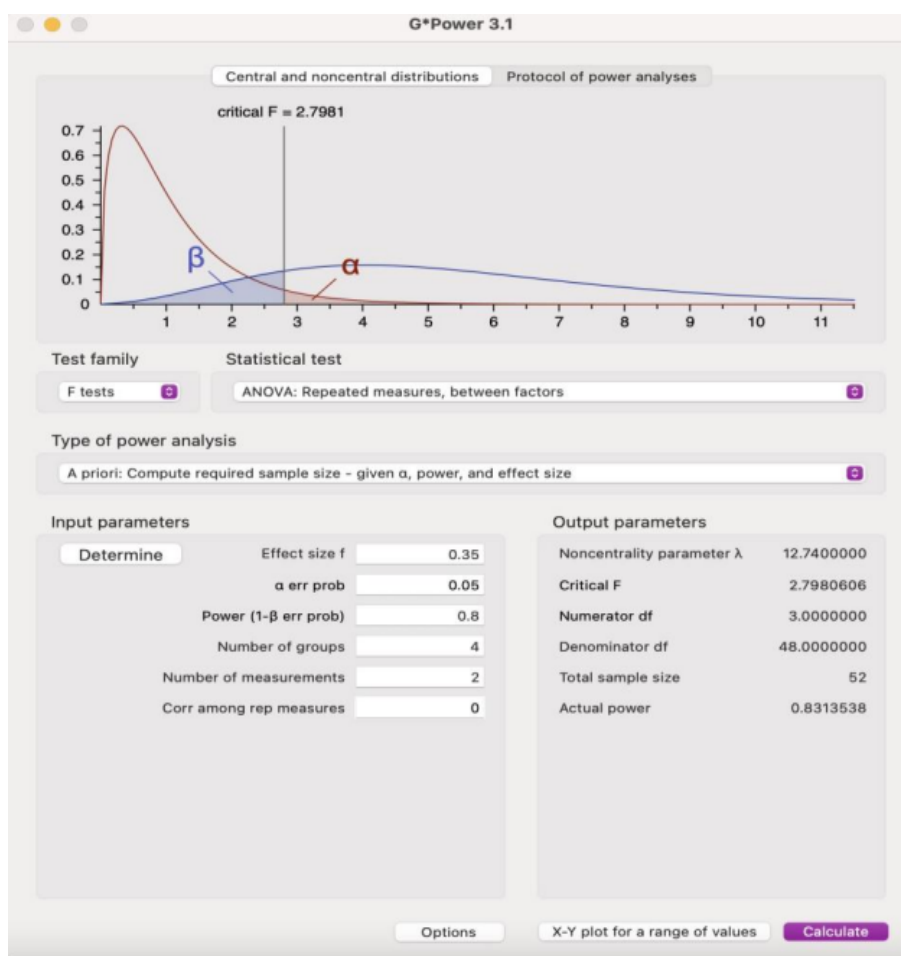 G*Power 3.1
Central and noncentral distributions Protocol of power analyses
critical F = 2.7981
0.7
0.6
0.5
0.4
0.3
0.2
0.1
0
β
α
1 2 3 4 5 6 7 8 9 10 11
Test family Statistical test
F tests ANOVA: Repeated measures, between factors
Type of power analysis
A priori: Compute required sample size - given α, power, and effect size
Input parameters Output parameters
Determine Effect size f 0.35 Noncentrality parameter λ 12.7400000
α err prob 0.05 Critical F 2.7980606
Power (1-β err prob) 0.8 Numerator df 3.0000000
Number of groups 4 Denominator df 48.0000000
Number of measurements 2 Total sample size 52
Corr among rep measures 0 Actual power 0.8313538
Options X-Y plot for a range of values Calculate